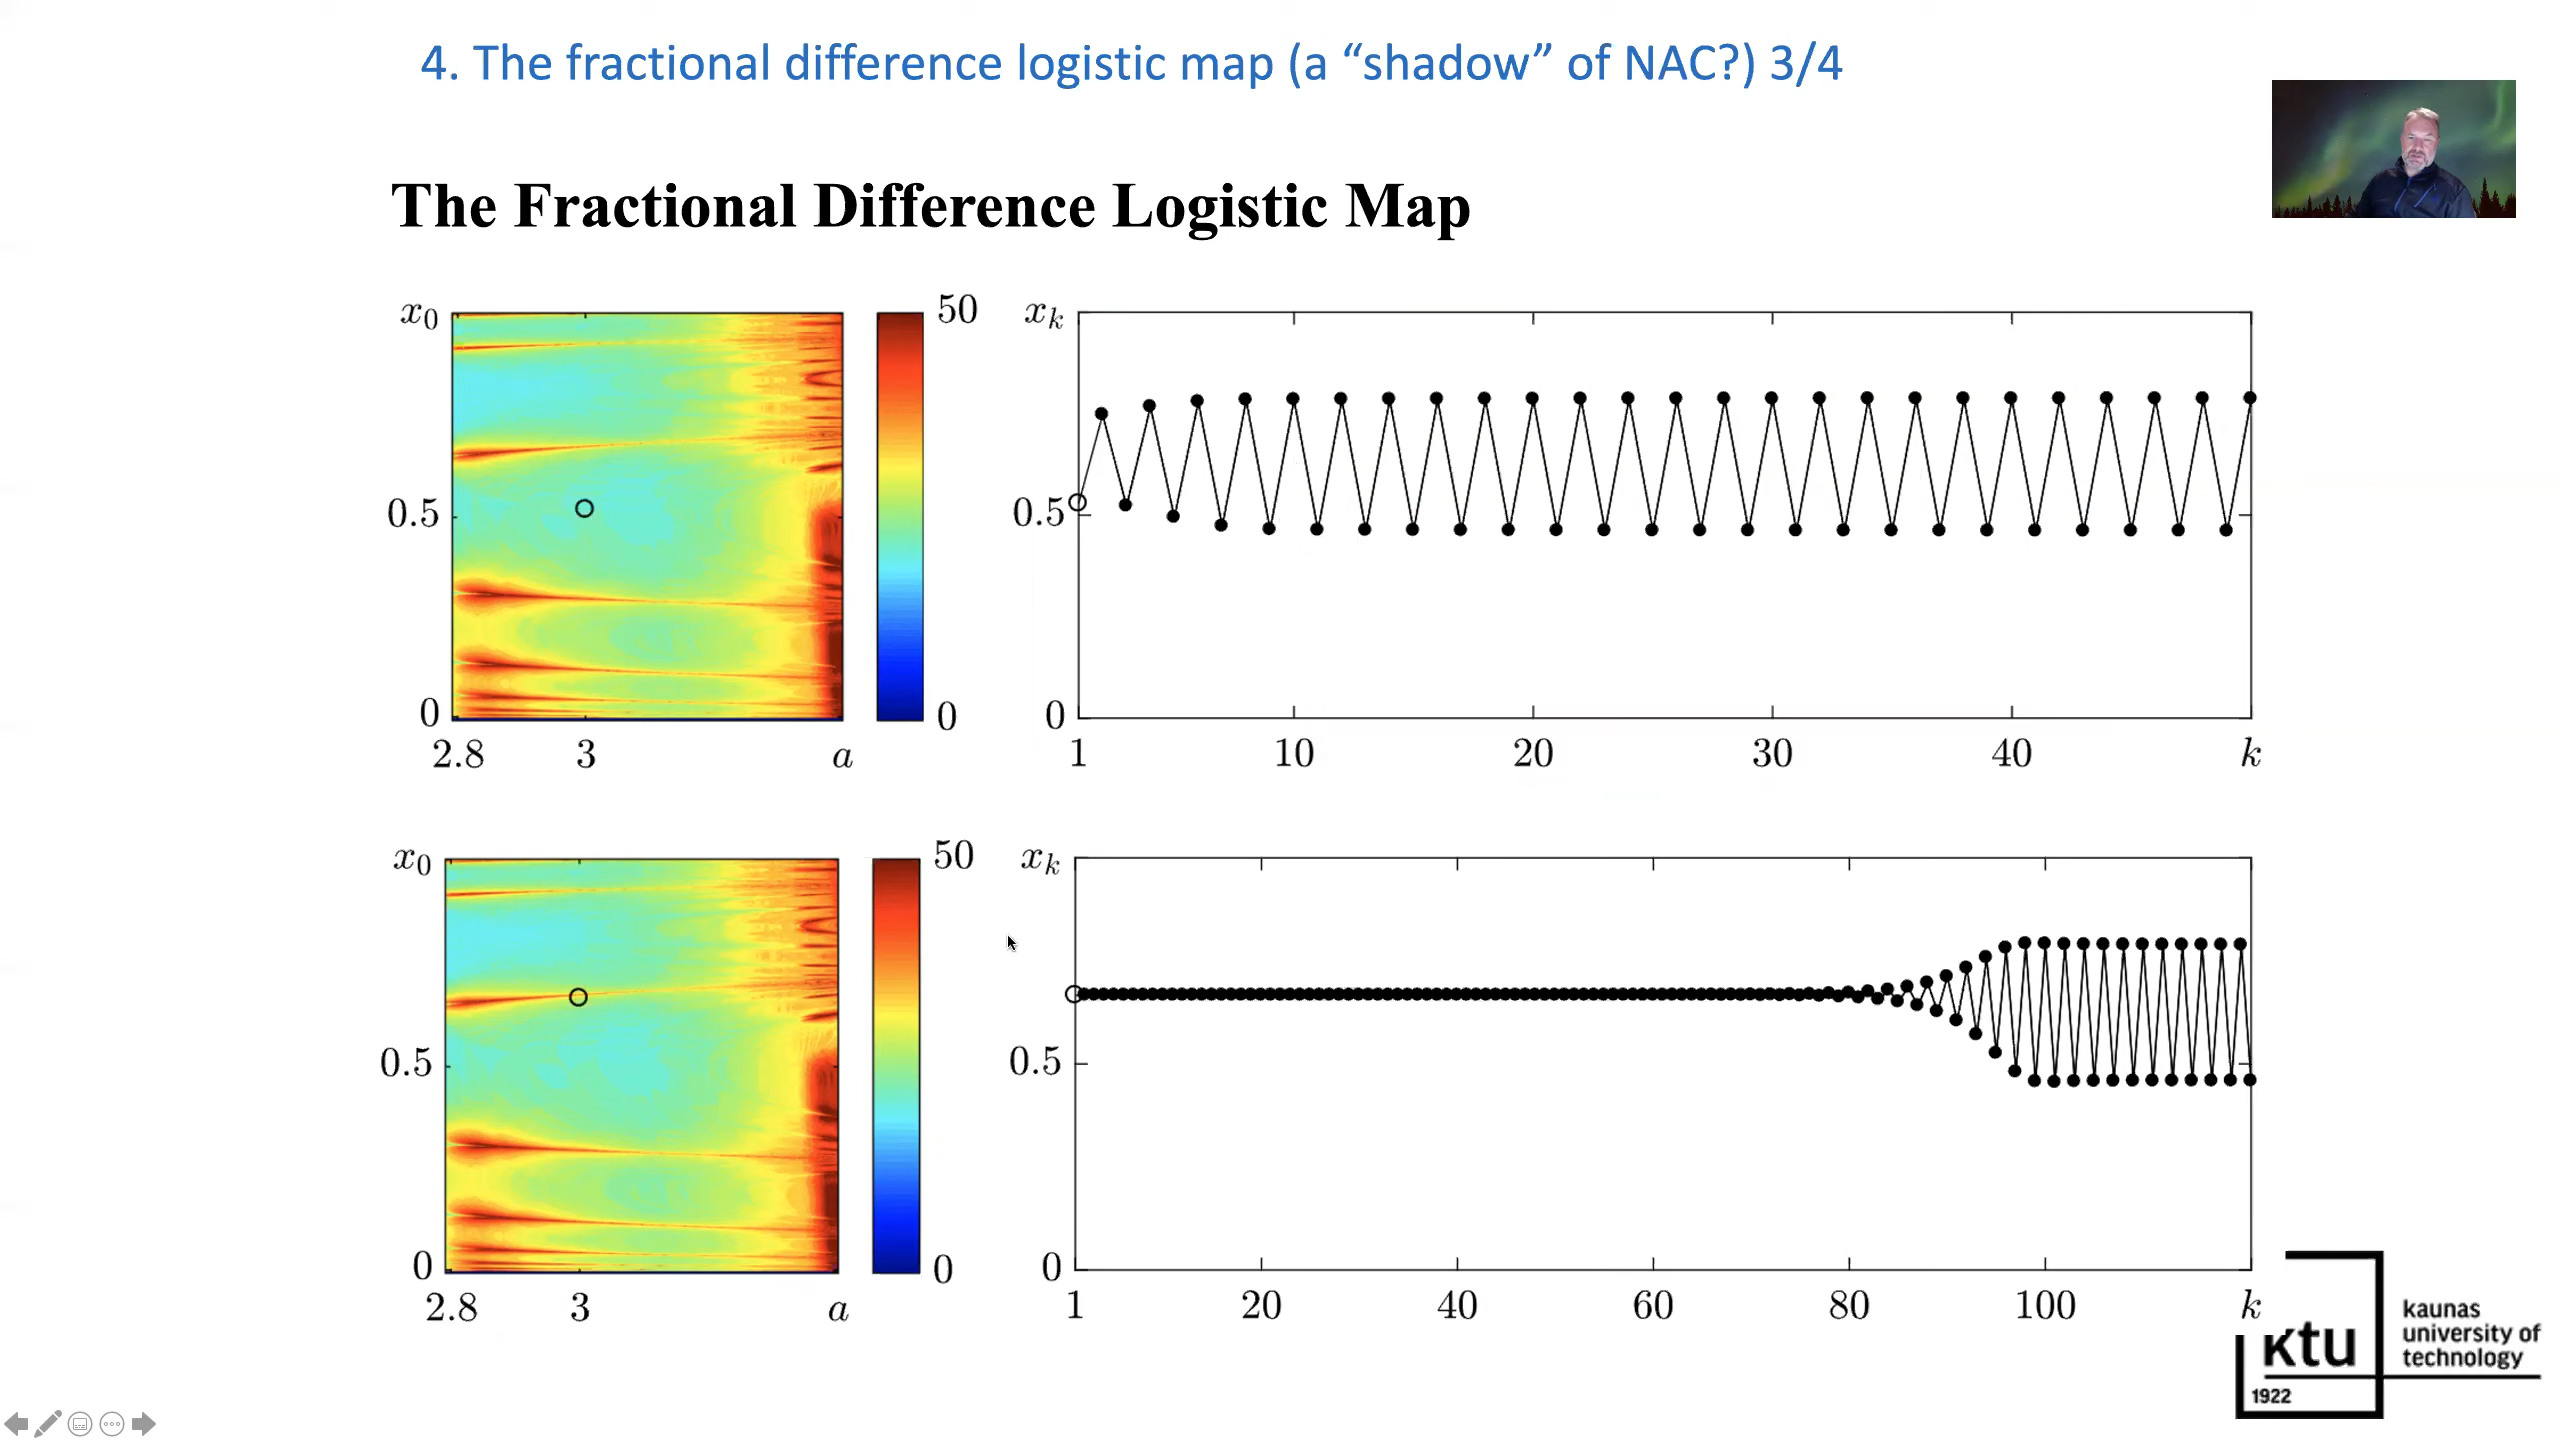 4. The fractional difference logistic map (a “shadow” of NAC?) 3/4
The Fractional Difference Logistic Map
x0
0.5
0
2.8 3 a
50
0
xk
0.5
0
1 10 20 30 40 k
x0
0.5
0
2.8 3 a
50
0
xk
0.5
0
1 20 40 60 80 100 k
ktu
1922
kaunas
university of
technology